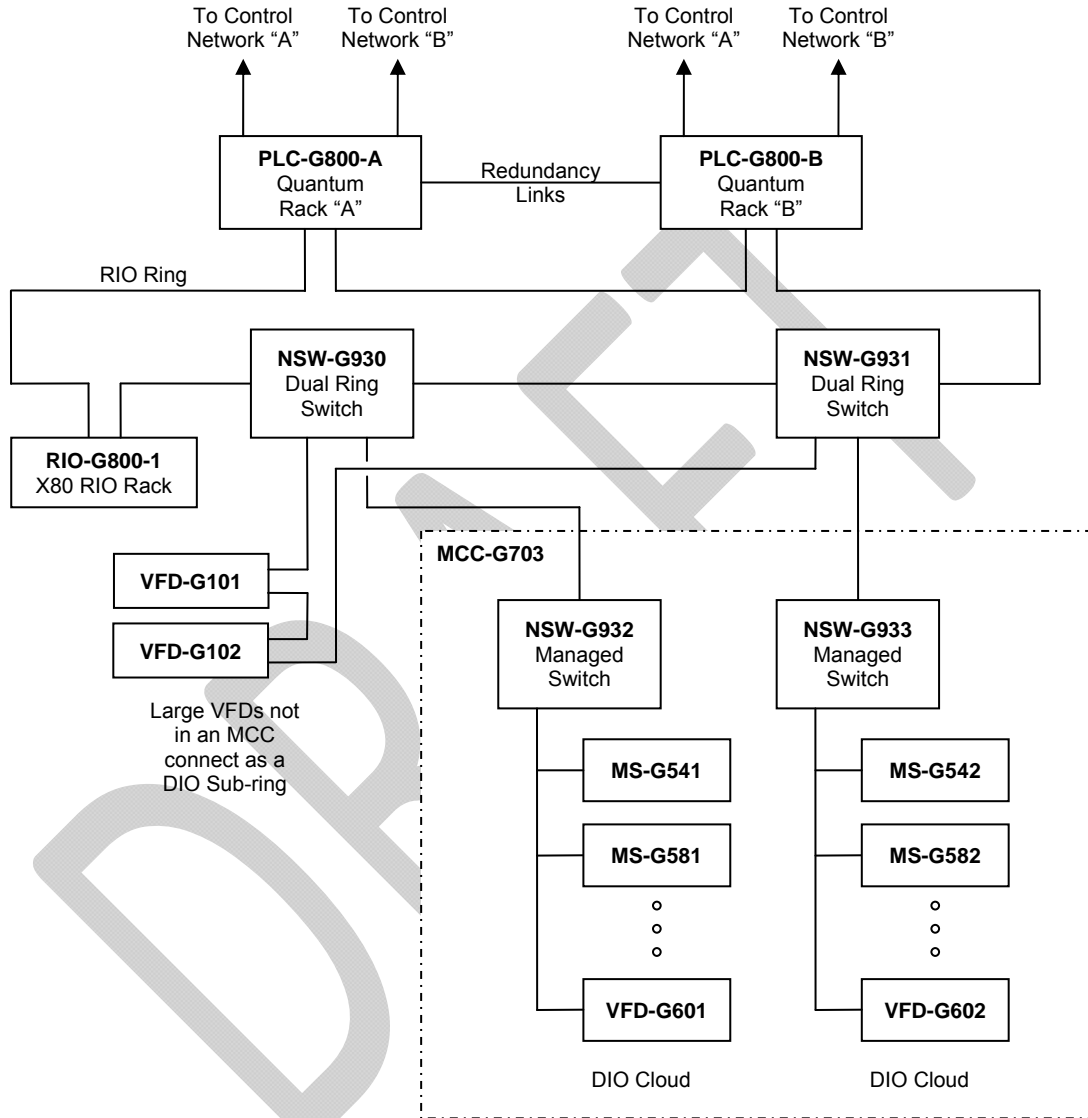 To Control
Network “A”
To Control
Network “B”
To Control
Network “A”
To Control
Network “B”
PLC-G800-A
Quantum
Rack “A”
Redundancy
Links
PLC-G800-B
Quantum
Rack “B”
RIO Ring
NSW-G930
Dual Ring
Switch
NSW-G931
Dual Ring
Switch
RIO-G800-1
X80 RIO Rack
MCC-G703
VFD-G101
VFD-G102
Large VFDs not
in an MCC
connect as a
DIO Sub-ring
NSW-G932
Managed
Switch
NSW-G933
Managed
Switch
MS-G541
MS-G542
MS-G581
MS-G582
VFD-G601
VFD-G602
DIO Cloud
DIO Cloud
DRAFT